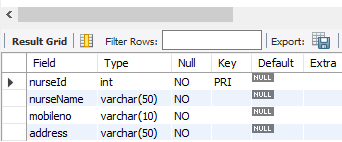 Result Grid Filter Rows: Export:
Field Type Null Key Default Extra
nurseId int NO PRI NULL
nurseName varchar(50) NO NULL
mobileno varchar(10) NO NULL
address varchar(50) NO NULL